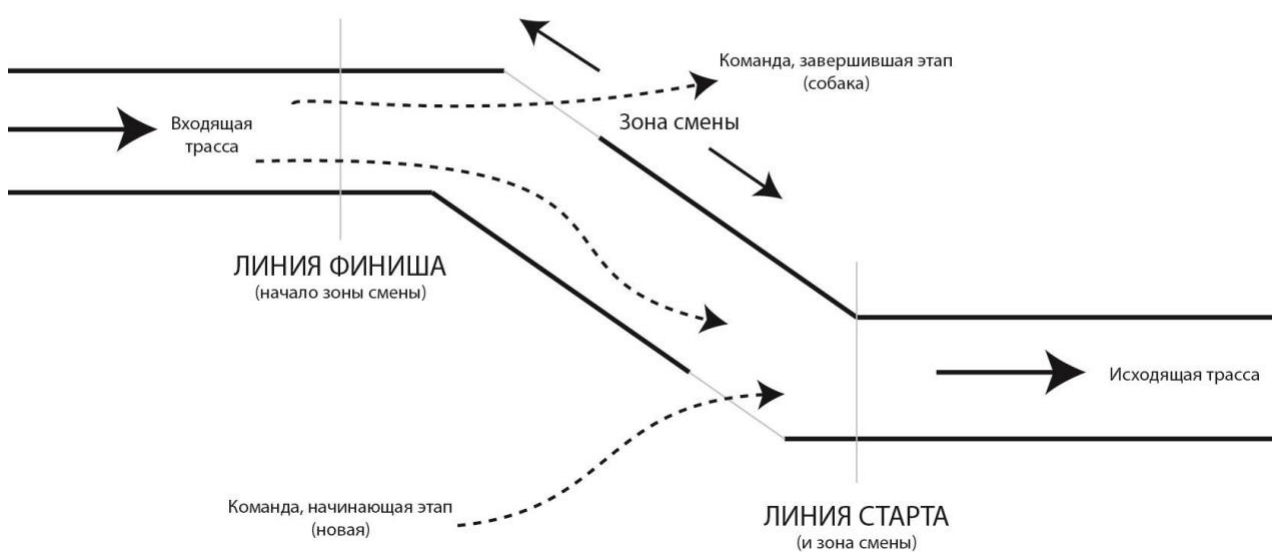 Команда, завершившая этап
(собака)
Зона смены
Входящая
трасса
ЛИНИЯ ФИНИША
(начало зоны смены)
Исходящая трасса
Команда, начинающая этап
(новая)
ЛИНИЯ СТАРТА
(и зона смены)